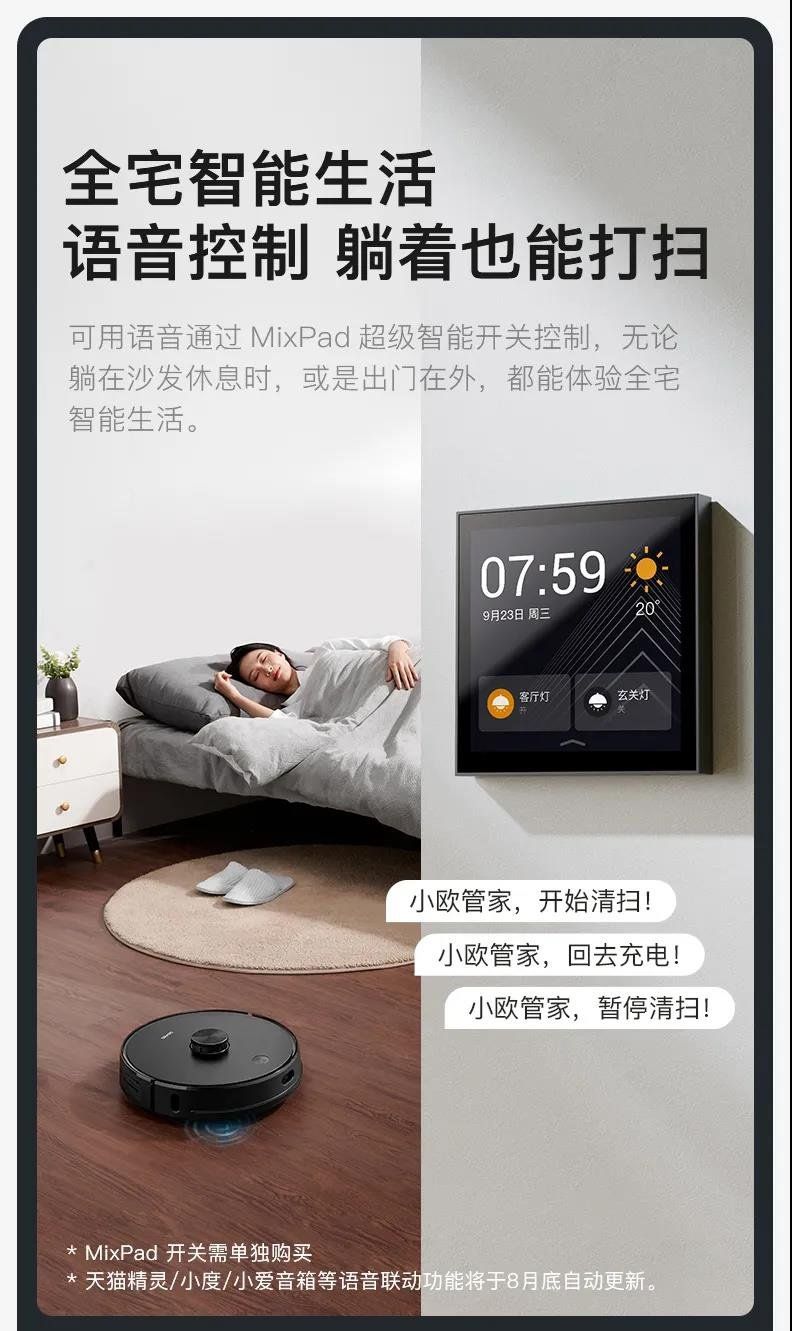 全宅智能生活
语音控制 躺着也能打扫
可用语音通过 MixPad 超级智能开关控制，无论
躺在沙发休息时，或是出门在外，都能体验全宅
智能生活。
07:59
9月23日 周三
20°
客厅灯
开
玄关灯
关
小欧管家，开始清扫！
小欧管家，回去充电！
小欧管家，暂停清扫！
* MixPad 开关需单独购买
* 天猫精灵/小度/小爱音箱等语音联动功能将于8月底自动更新。